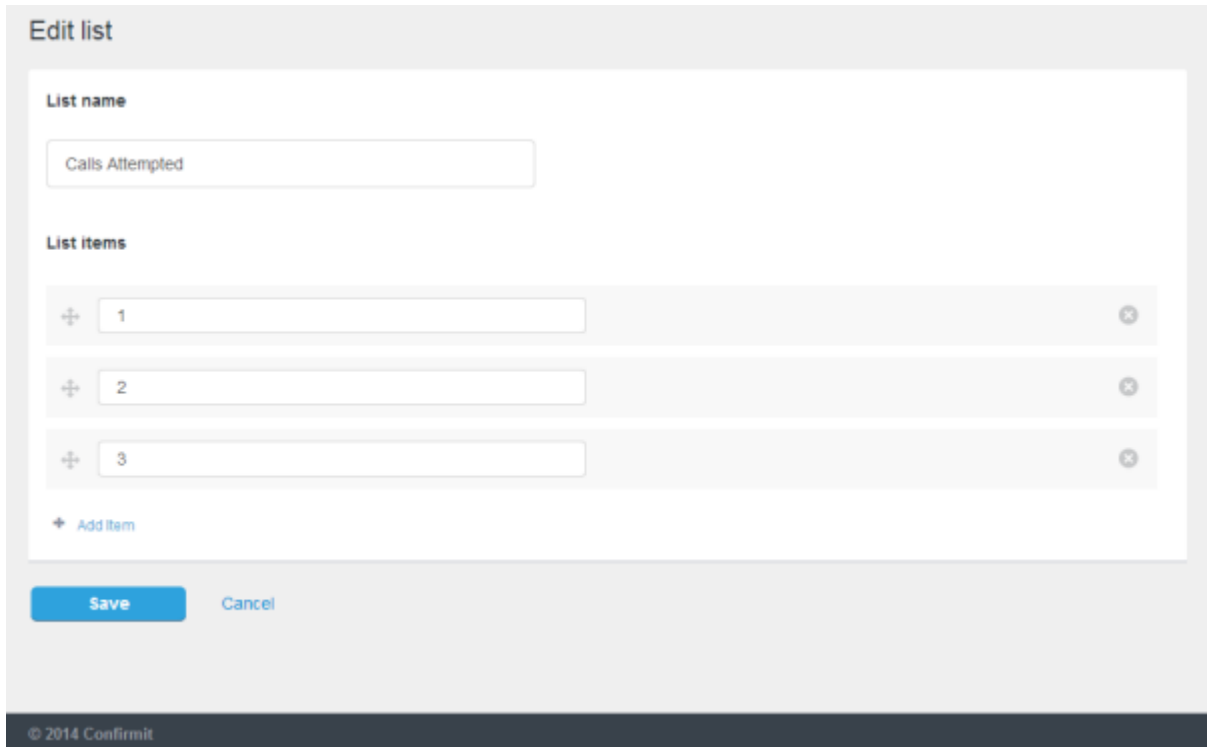 Edit list
List name
Calls Attempted
List items
1
2
3
Add Item
Save Cancel
© 2014 Confirmit